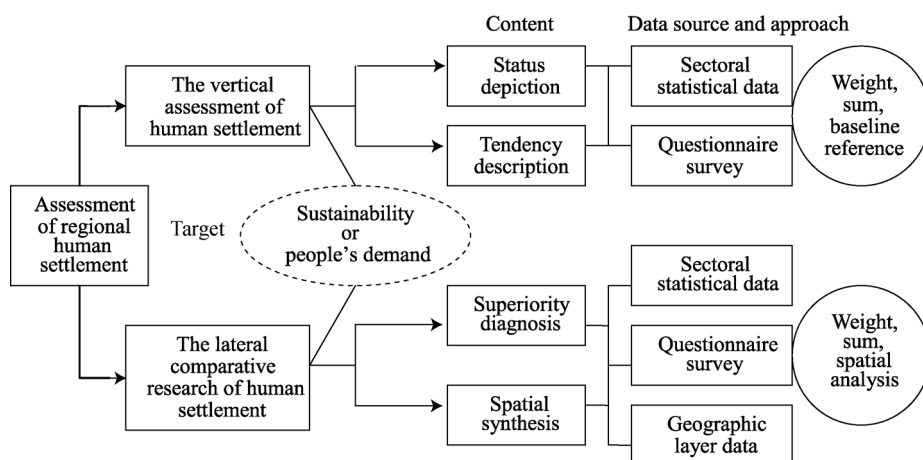 Content
Data source and approach
The vertical
assessment of
human settlement
Status
depiction
Sectoral
statistical data
Weight,
sum,
baseline
reference
Tendency
description
Questionnaire
survey
Assessment
of regional
human
settlement
Target
Sustainability
or
people's demand
The lateral
comparative
research of human
settlement
Superiority
diagnosis
Sectoral
statistical data
Questionnaire
survey
Weight,
sum,
spatial
analysis
Spatial
synthesis
Geographic
layer data